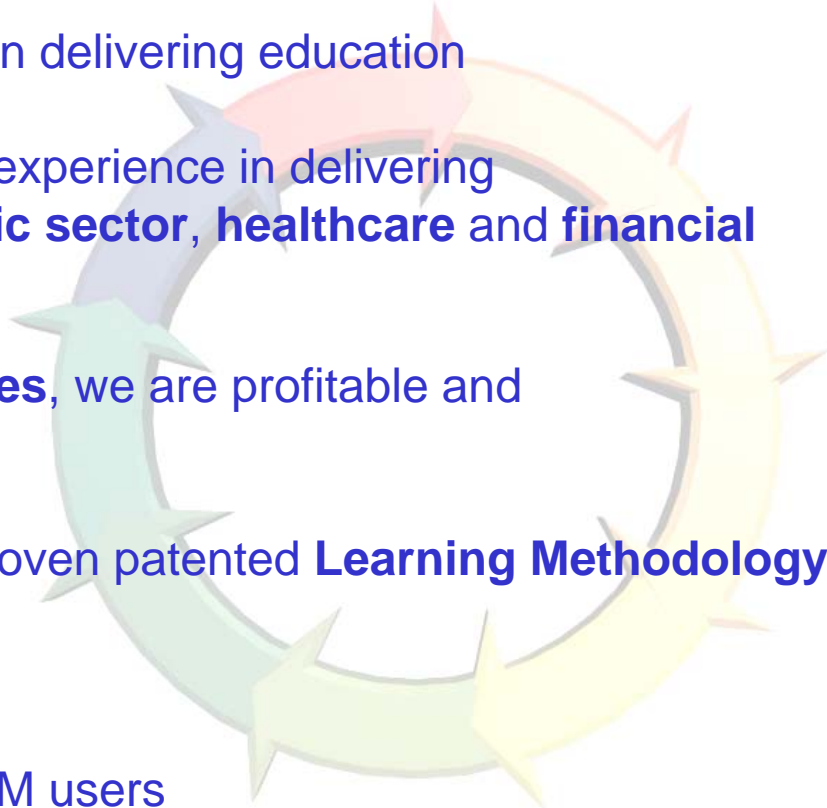 n delivering education
experience in delivering
ic sector, healthcare and financial
es, we are profitable and
oven patented Learning Methodology
M users